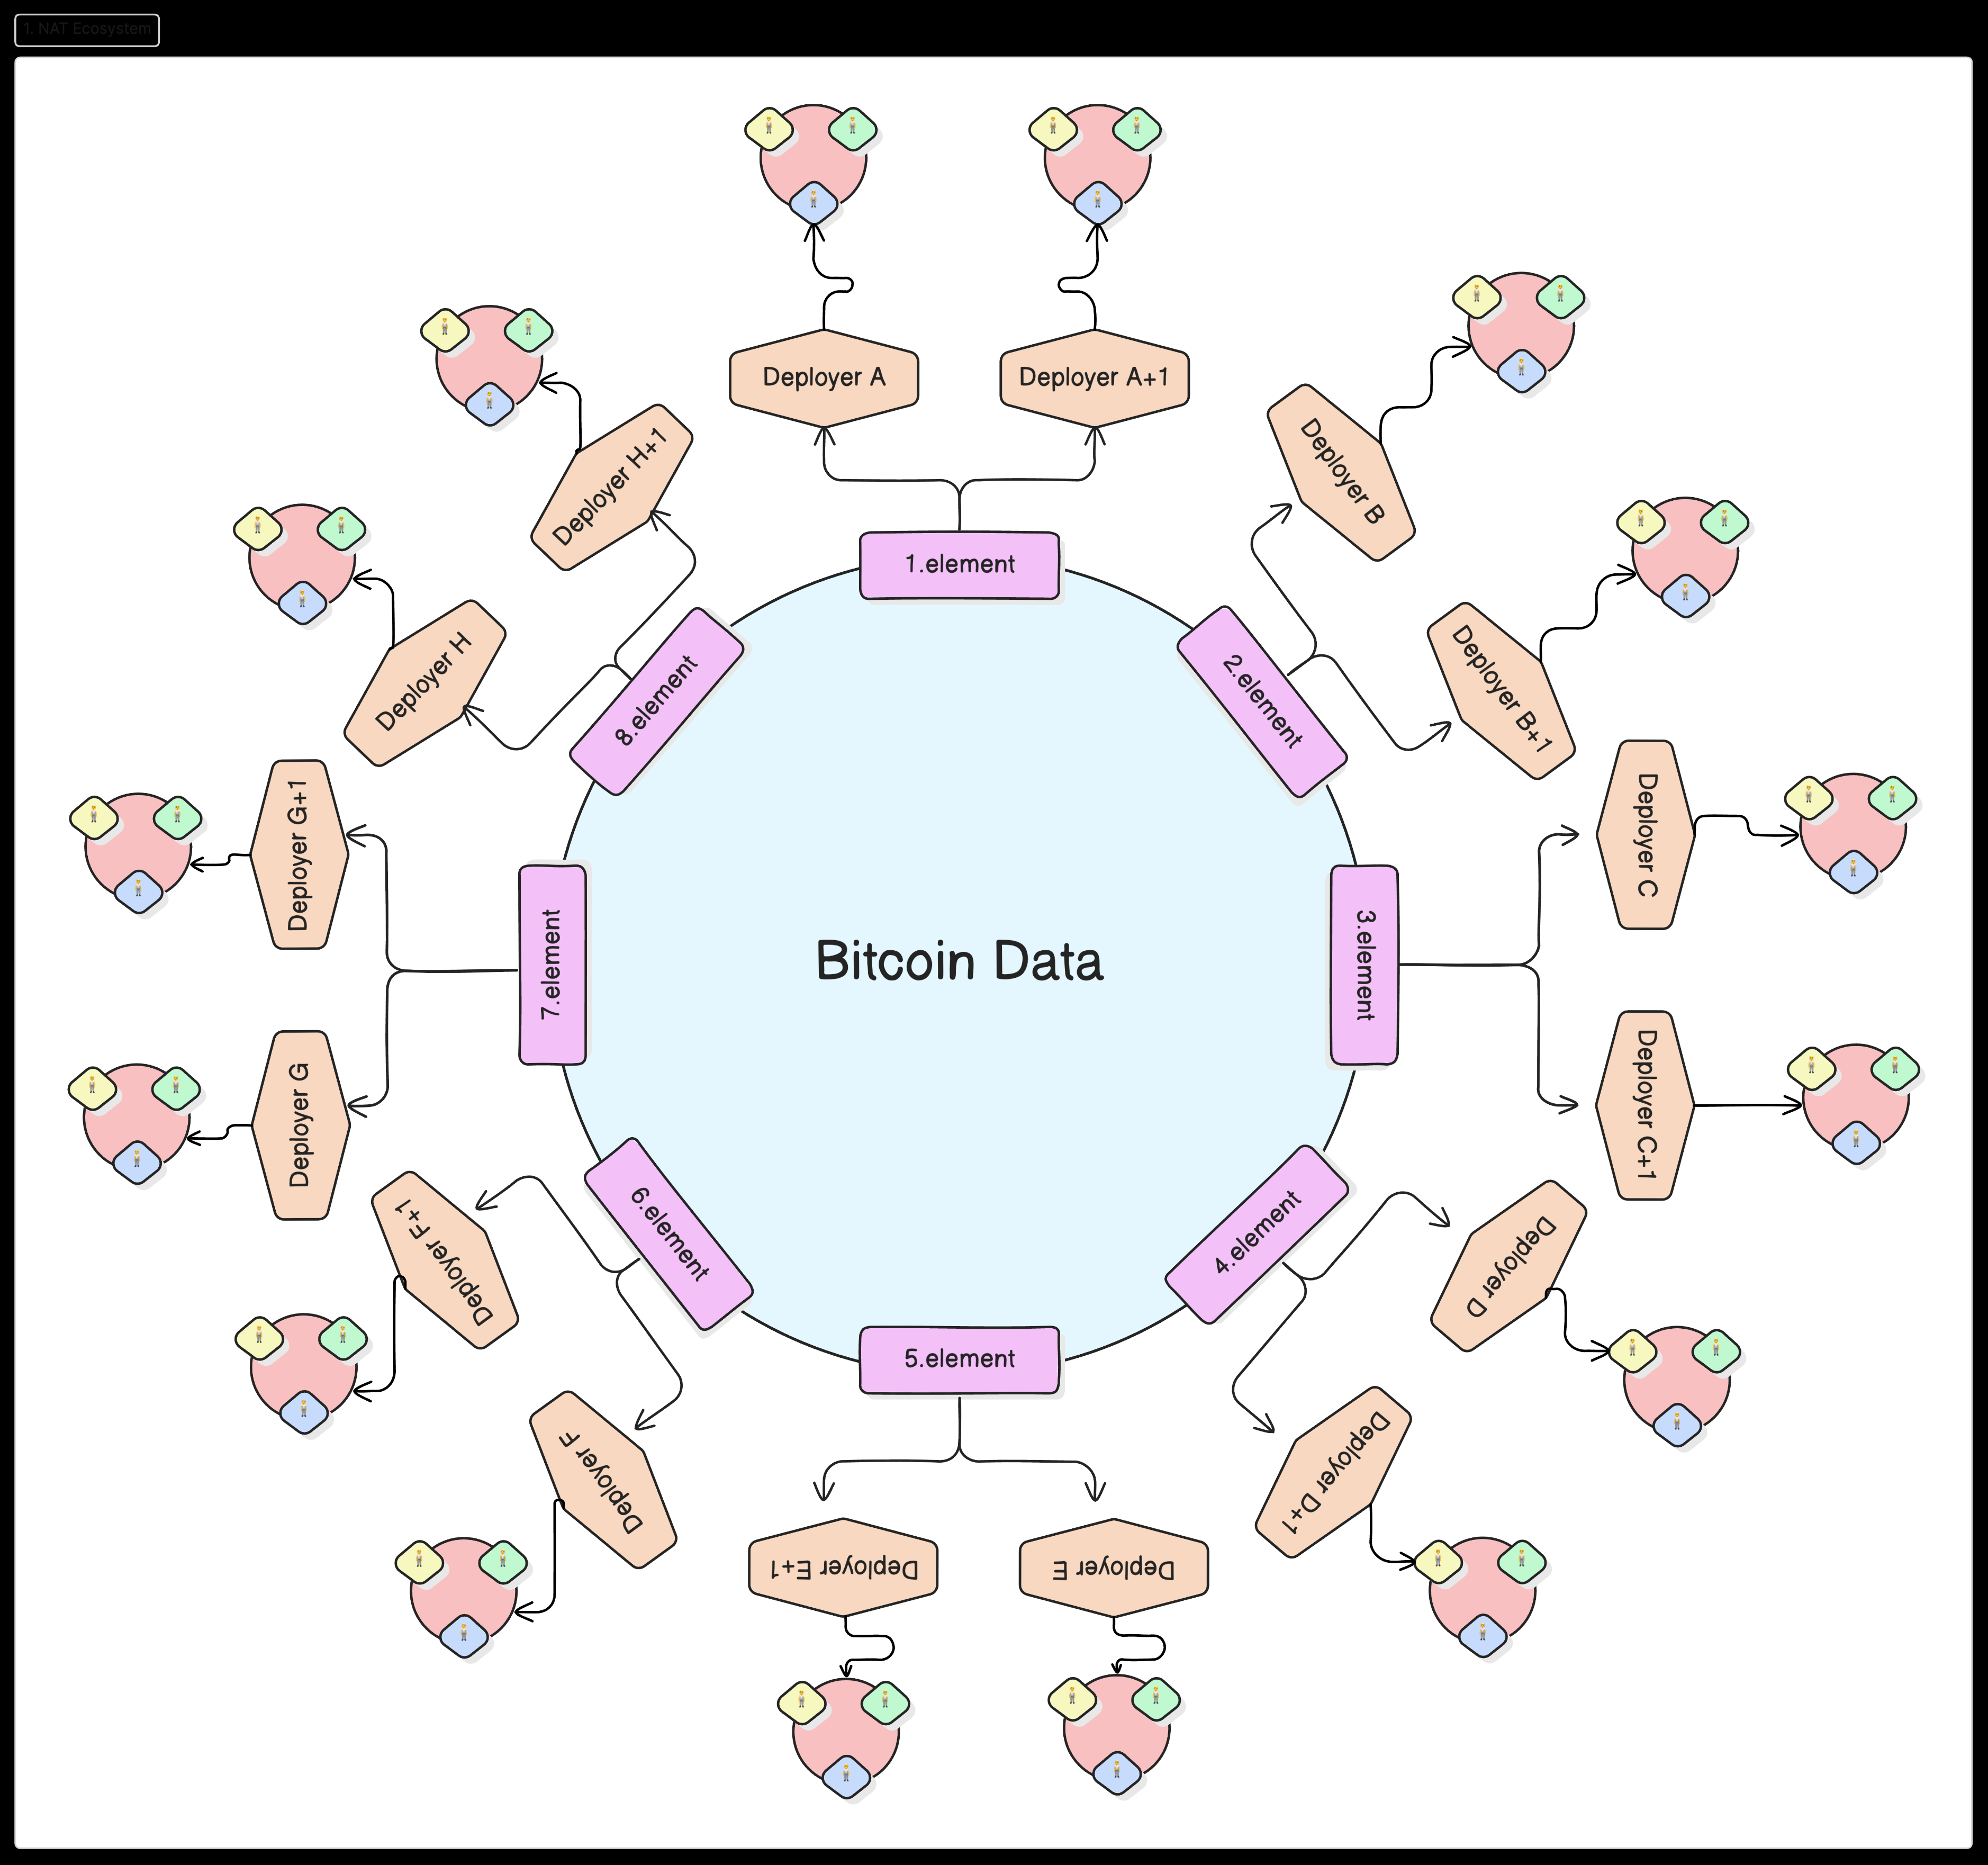 1. NAT Ecosystem
Deployer A
Deployer A+1
Deployer B
Deployer H+1
1.element
Deployer H
8.element
2.element
Deployer B+1
Deployer G+1
Deployer C
7.element
Bitcoin Data
3.element
Deployer G
Deployer C+1
Deployer F+1
6.element
4.element
Deployer D
5.element
Deployer F
Deployer D+1
Deployer E+1
Deployer E